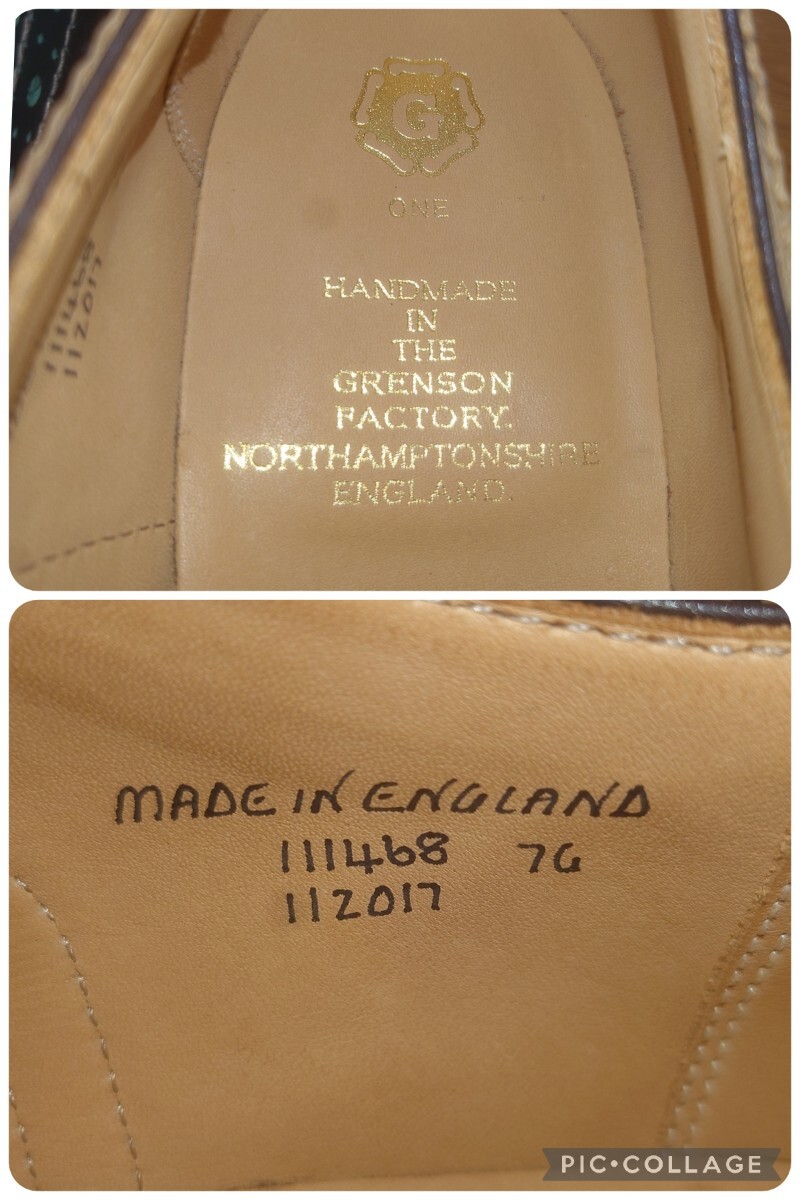 G
ONE
HANDMADE
IN
THE
GRENSON
FACTORY.
NORTHAMPTONSHIRE
ENGLAND.
111468
112017
MADE IN ENGLAND
111468 7G
112017
PIC•COLLAGE